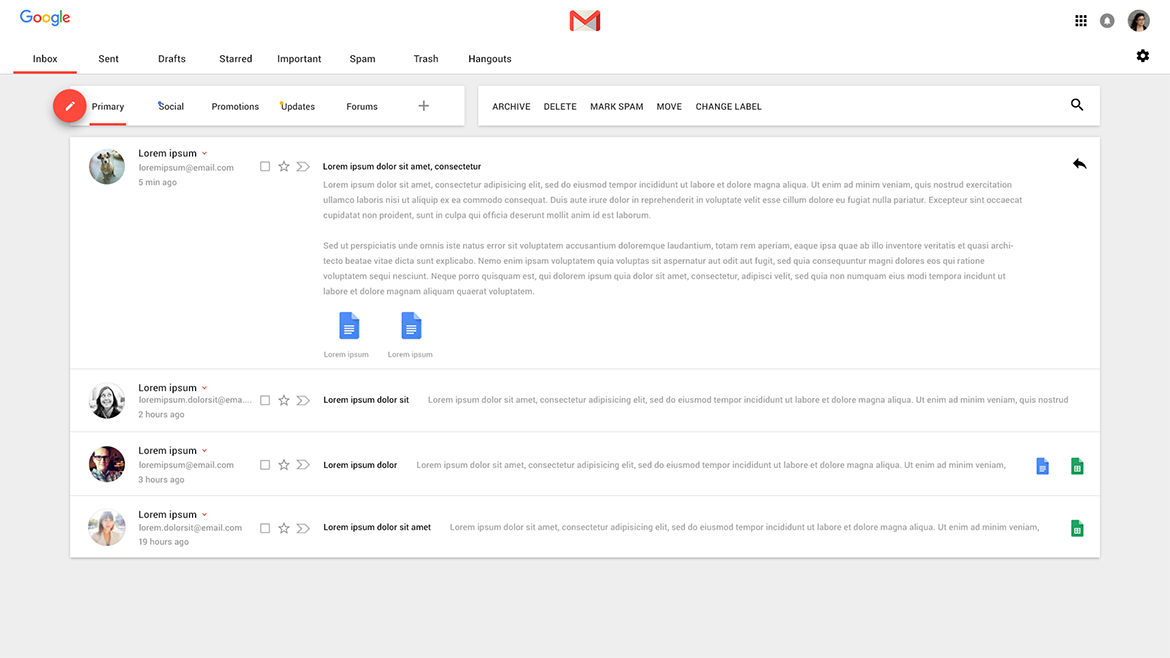 Google
Inbox Sent Drafts Starred Important Spam Trash Hangouts
Primary Social Promotions Updates Forums
ARCHIVE DELETE MARK SPAM MOVE CHANGE LABEL
Lorem ipsum
loremipsum@email.com
5 min ago
Lorem ipsum dolor sit amet, consectetur
Lorem ipsum dolor sit amet, consectetur adipisicing elit, sed do eiusmod tempor incididunt ut labore et dolore magna aliqua. Ut enim ad minim veniam, quis nostrud exercitation
ullamco laboris nisi ut aliquip ex ea commodo consequat. Duis aute irure dolor in reprehenderit in voluptate velit esse cillum dolore eu fugiat nulla pariatur. Excepteur sint occaecat
cupidatat non proident, sunt in culpa qui officia deserunt mollit anim id est laborum.
Sed ut perspiciatis unde omnis iste natus error sit voluptatem accusantium doloremque laudantium, totam rem aperiam, eaque ipsa quae ab illo inventore veritatis et quasi archi-
tecto beatae vitae dicta sunt explicabo. Nemo enim ipsam voluptatem quia voluptas sit aspernatur aut odit aut fugit, sed quia consequuntur magni dolores eos qui ratione
voluptatem sequi nesciunt. Neque porro quisquam est, qui dolorem ipsum quia dolor sit amet, consectetur, adipisci velit, sed quia non numquam eius modi tempora incidunt ut
labore et dolore magnam aliquam quaerat voluptatem.
Lorem ipsum Lorem ipsum
Lorem ipsum
loremipsum.dolorsit@ema....
2 hours ago
Lorem ipsum dolor sit Lorem ipsum dolor sit amet, consectetur adipisicing elit, sed do eiusmod tempor incididunt ut labore et dolore magna aliqua. Ut enim ad minim veniam, quis nostrud
Lorem ipsum
loremipsum@email.com
3 hours ago
Lorem ipsum dolor Lorem ipsum dolor sit amet, consectetur adipisicing elit, sed do eiusmod tempor incididunt ut labore et dolore magna aliqua. Ut enim ad minim veniam,
Lorem ipsum
lorem.dolorsit@email.com
19 hours ago
Lorem ipsum dolor sit amet Lorem ipsum dolor sit amet, consectetur adipisicing elit, sed do eiusmod tempor incididunt ut labore et dolore magna aliqua. Ut enim ad minim veniam,